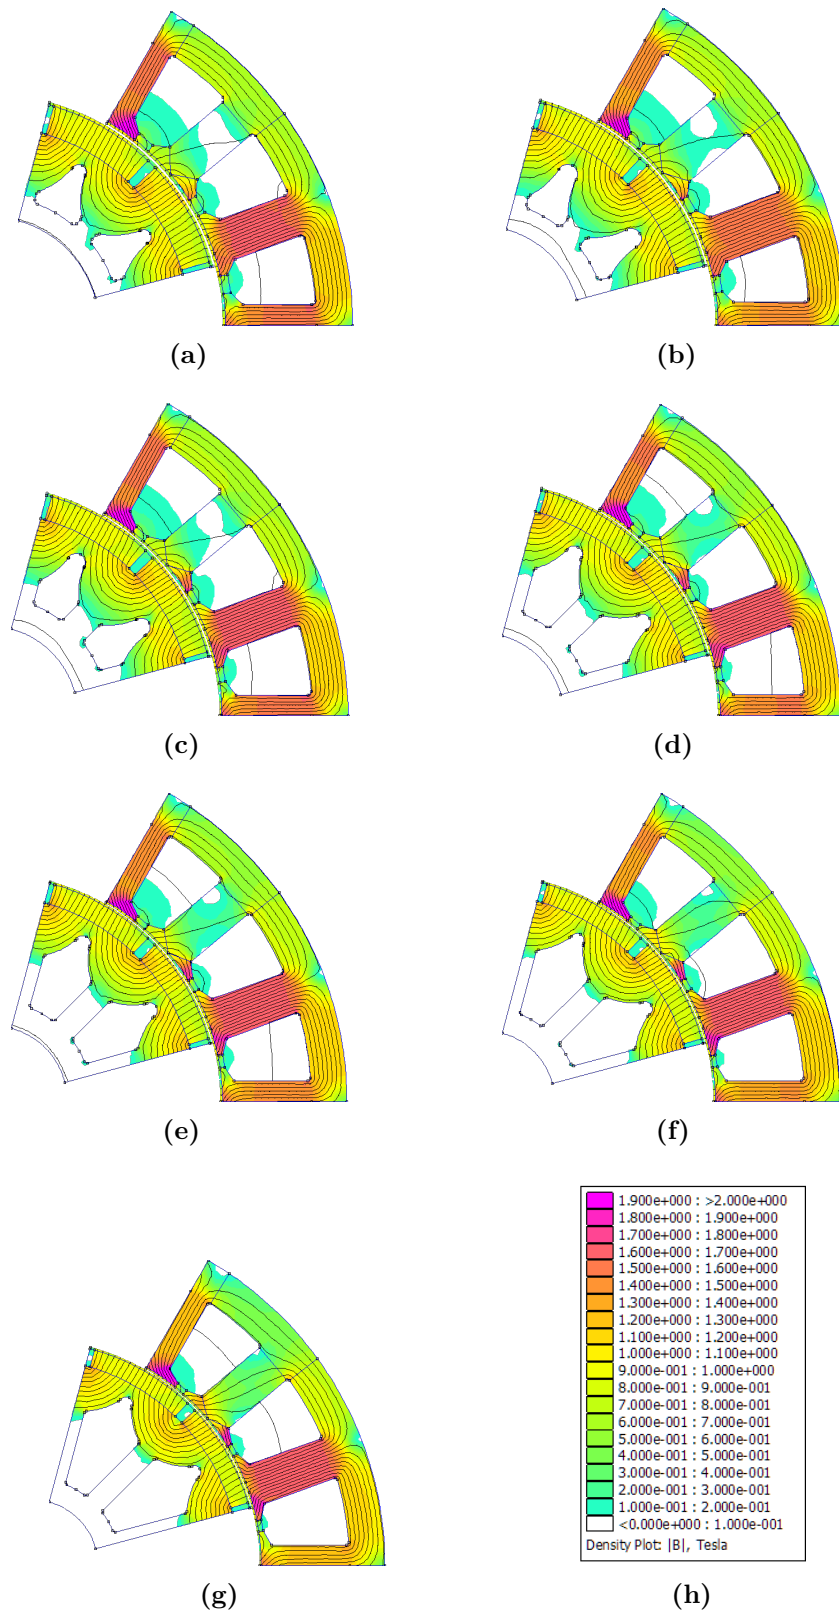 (a)
(b)
(c)
(d)
(e)
(f)
1.900e+000 : >2.000e+000
1.800e+000 : 1.900e+000
1.700e+000 : 1.800e+000
1.600e+000 : 1.700e+000
1.500e+000 : 1.600e+000
1.400e+000 : 1.500e+000
1.300e+000 : 1.400e+000
1.200e+000 : 1.300e+000
1.100e+000 : 1.200e+000
1.000e+000 : 1.100e+000
9.000e-001 : 1.000e+000
8.000e-001 : 9.000e-001
7.000e-001 : 8.000e-001
6.000e-001 : 7.000e-001
5.000e-001 : 6.000e-001
4.000e-001 : 5.000e-001
3.000e-001 : 4.000e-001
2.000e-001 : 3.000e-001
1.000e-001 : 2.000e-001
<0.000e+000 : 1.000e-001
Density Plot: |B|, Tesla
(g)
(h)